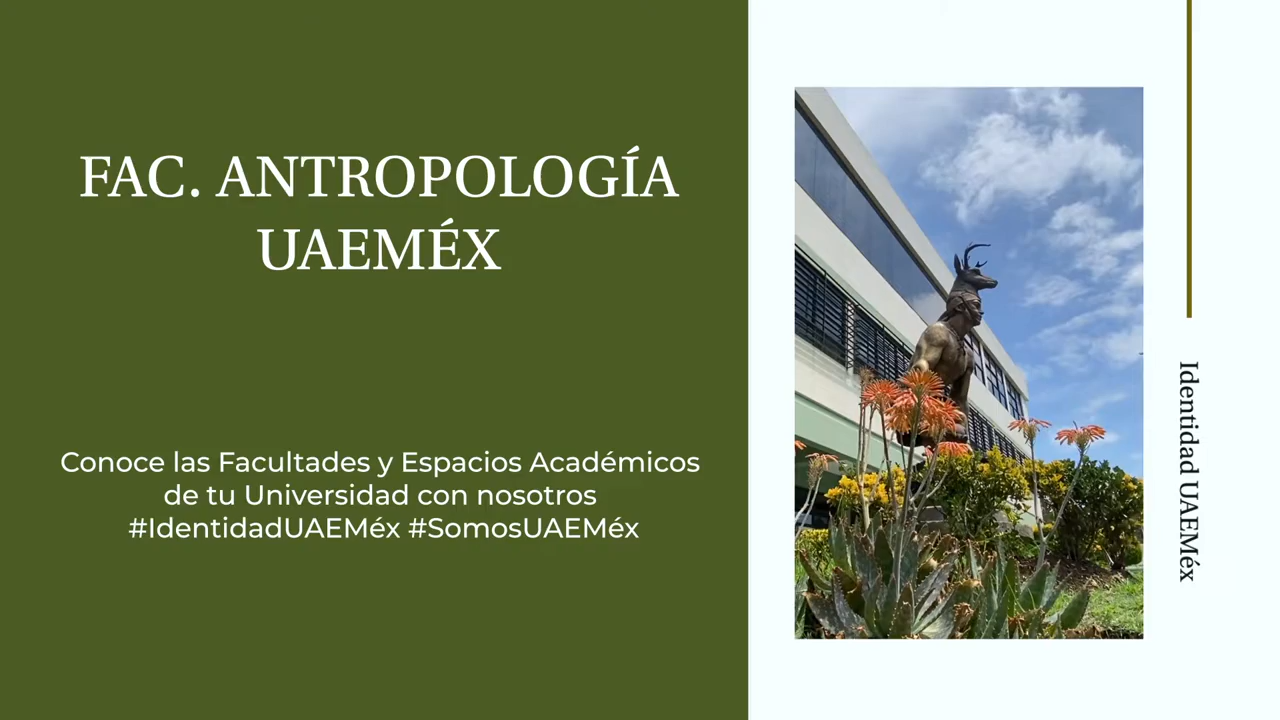 FAC. ANTROPOLOGÍA
UAEMÉX
Conoce las Facultades y Espacios Académicos
de tu Universidad con nosotros
#IdentidadUAEMéx #SomosUAEMéx
Identidad UAEMéx